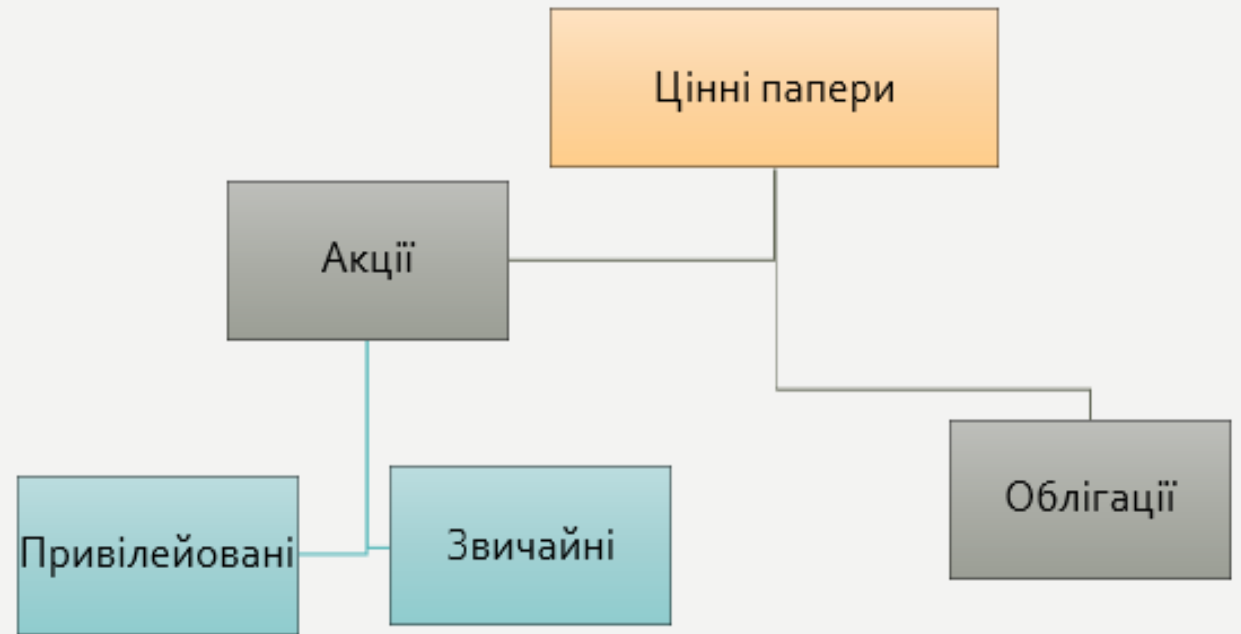 Цінні папери
Акції
Облігації
Привілейовані
Звичайні